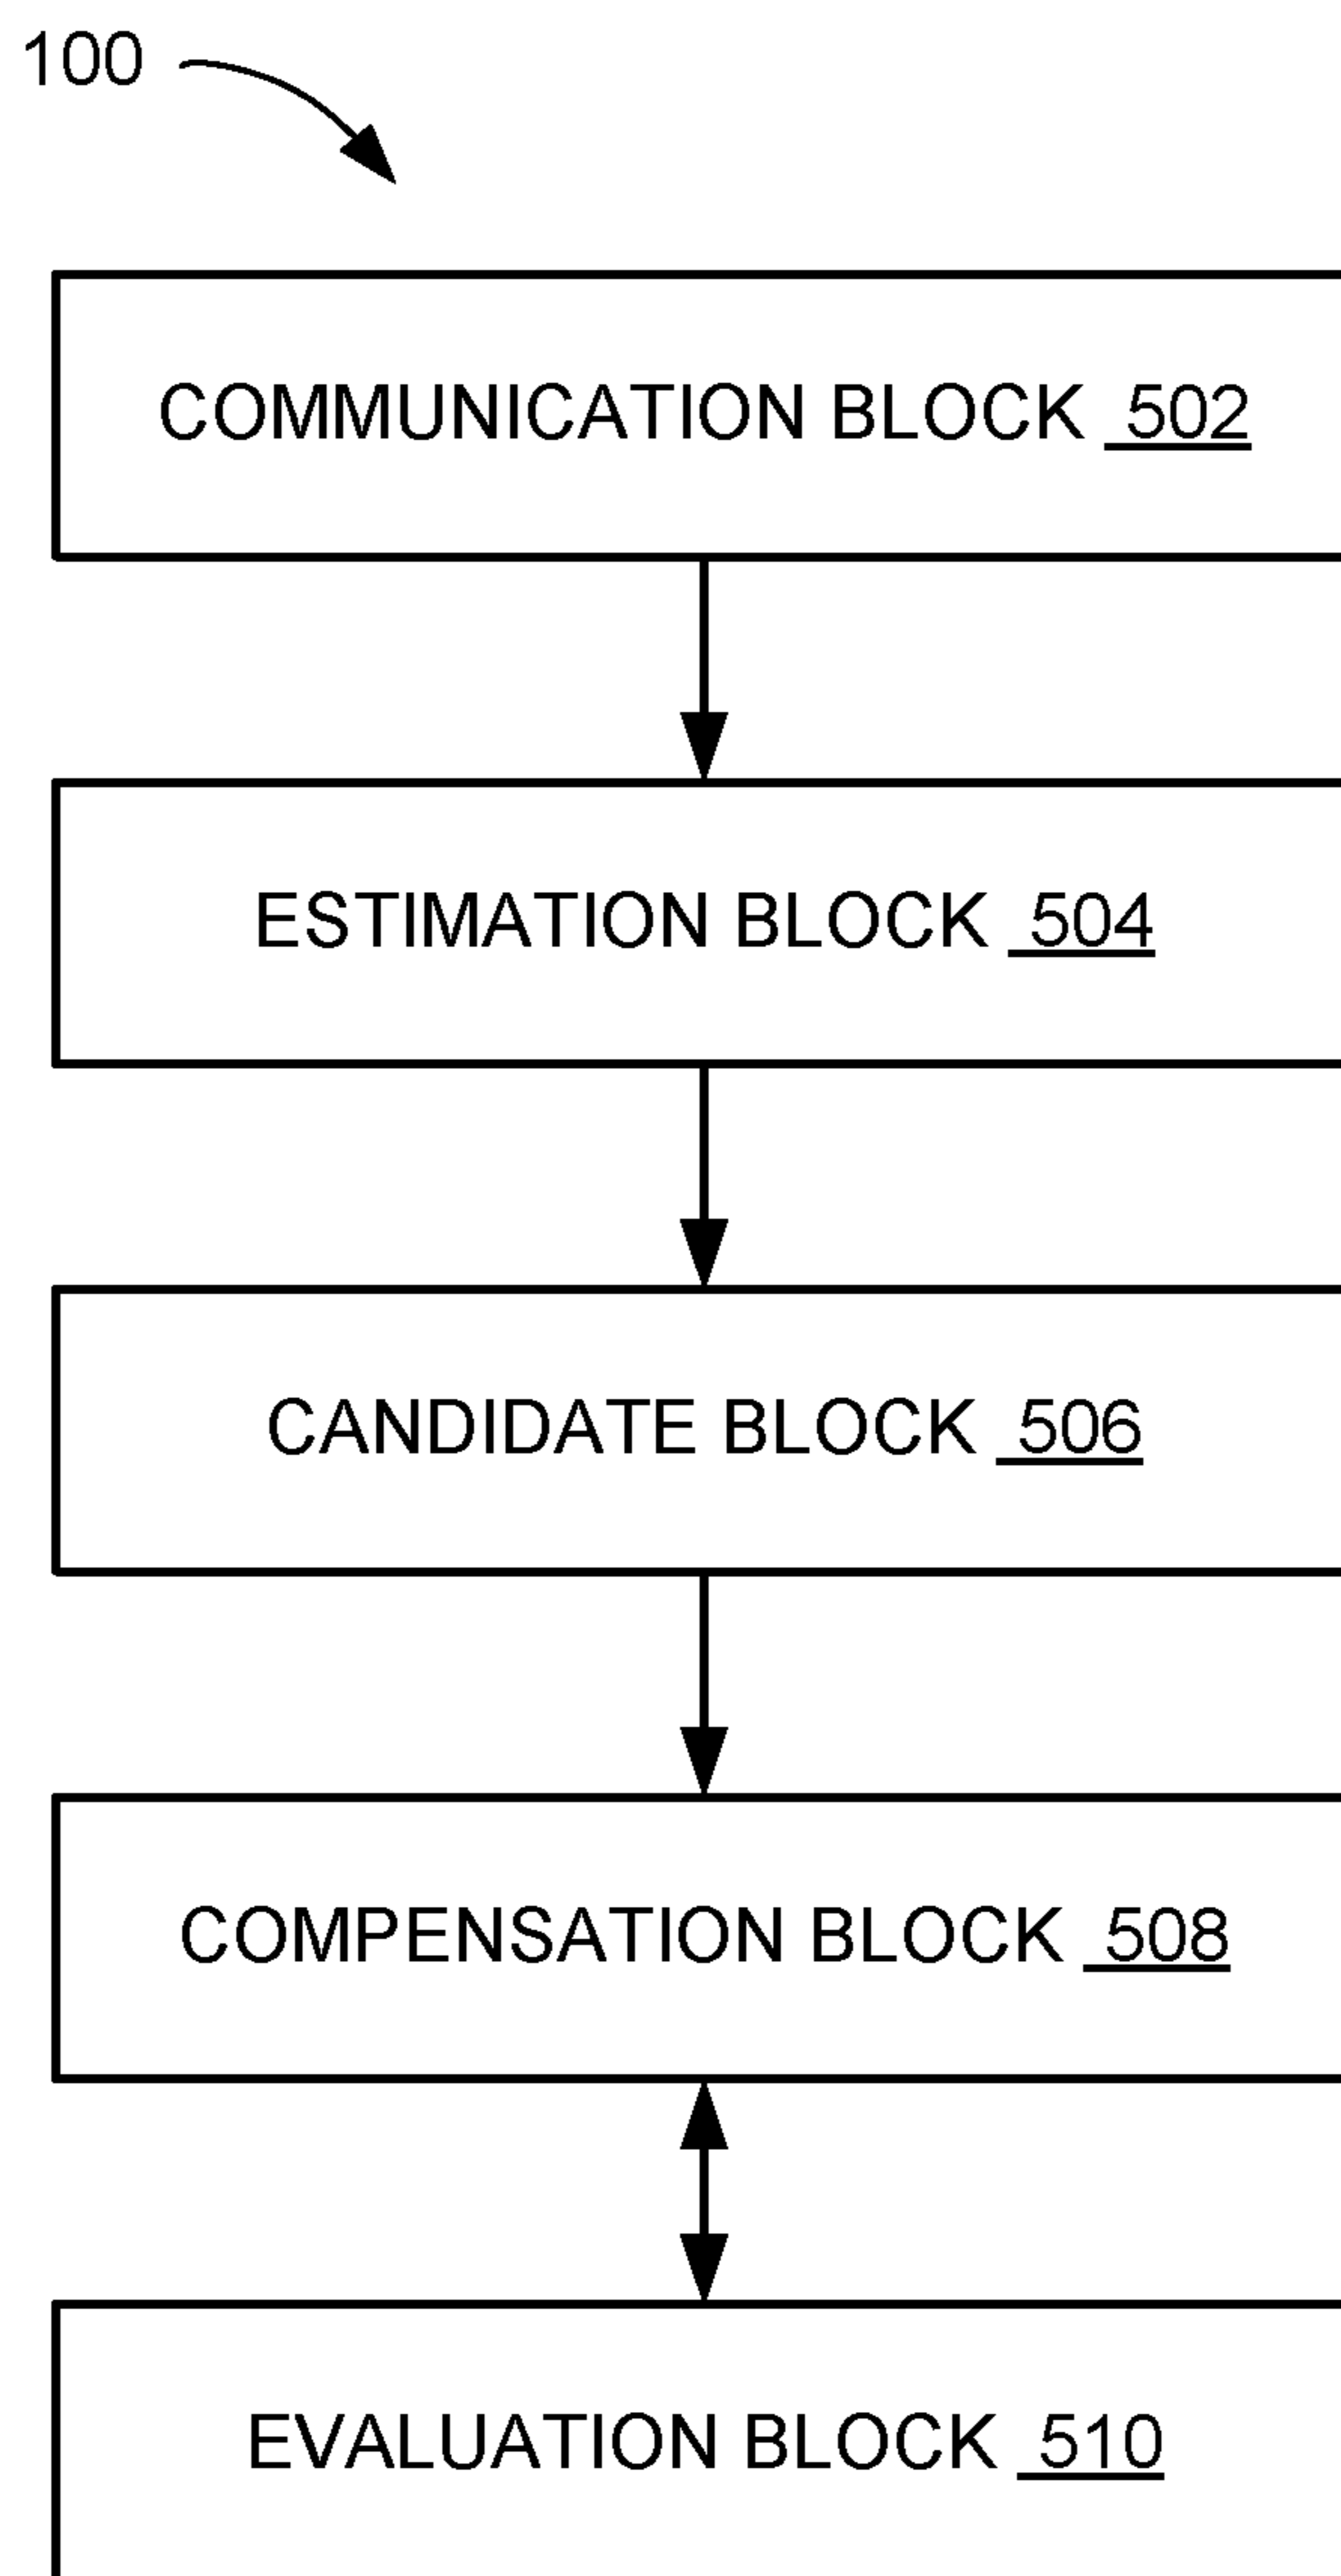 100
COMMUNICATION BLOCK 502
ESTIMATION BLOCK 504
CANDIDATE BLOCK 506
COMPENSATION BLOCK 508
EVALUATION BLOCK 510